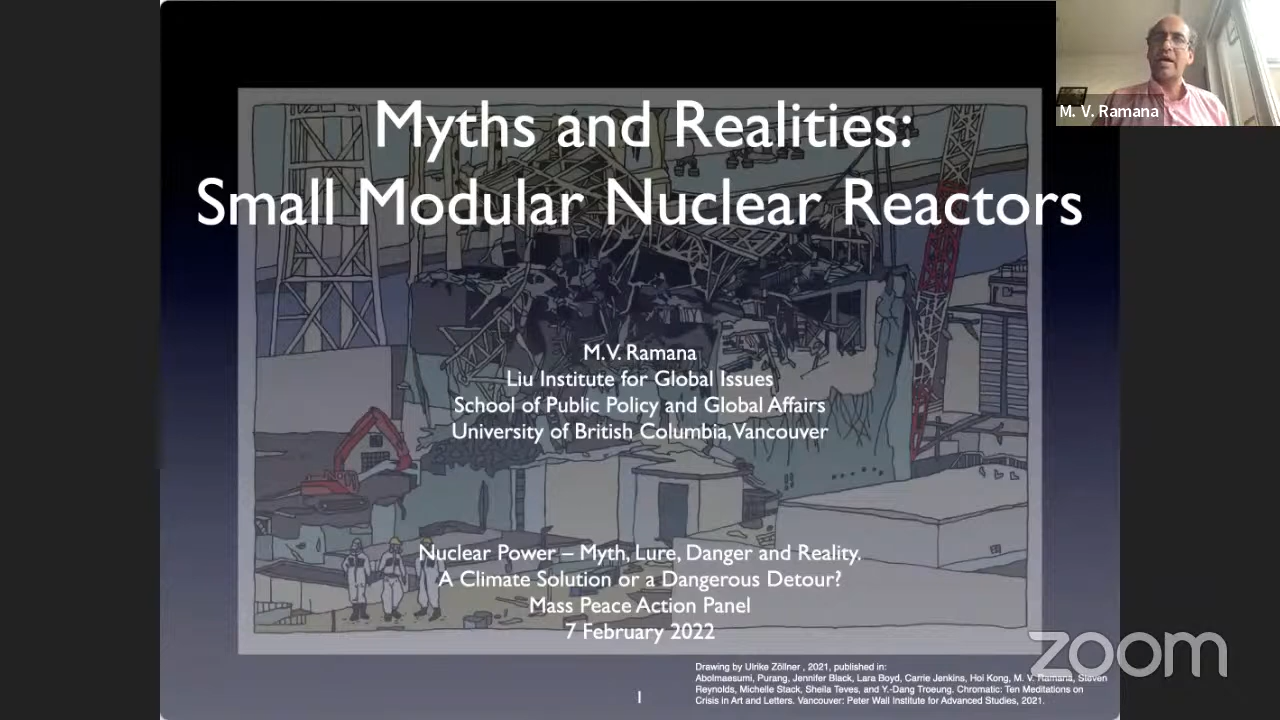 Myths and Realities:
Small Modular Nuclear Reactors
M. V. Ramana
M.V. Ramana
Liu Institute for Global Issues
School of Public Policy and Global Affairs
University of British Columbia, Vancouver
Nuclear Power – Myth, Lure, Danger and Reality.
A Climate Solution or a Dangerous Detour?
Mass Peace Action Panel
7 February 2022
zoom
Drawing by Ulrike Zöllner , 2021, published in:
Abolmaesumi, Purang, Jennifer Black, Lara Boyd, Carrie Jenkins, Hoi Kong, M. V. Ramana, Steven
Reynolds, Michelle Stack, Sheila Teves, and Y.-Dang Troeung. Chromatic: Ten Meditations on
Crisis in Art and Letters. Vancouver: Peter Wall Institute for Advanced Studies, 2021.
1